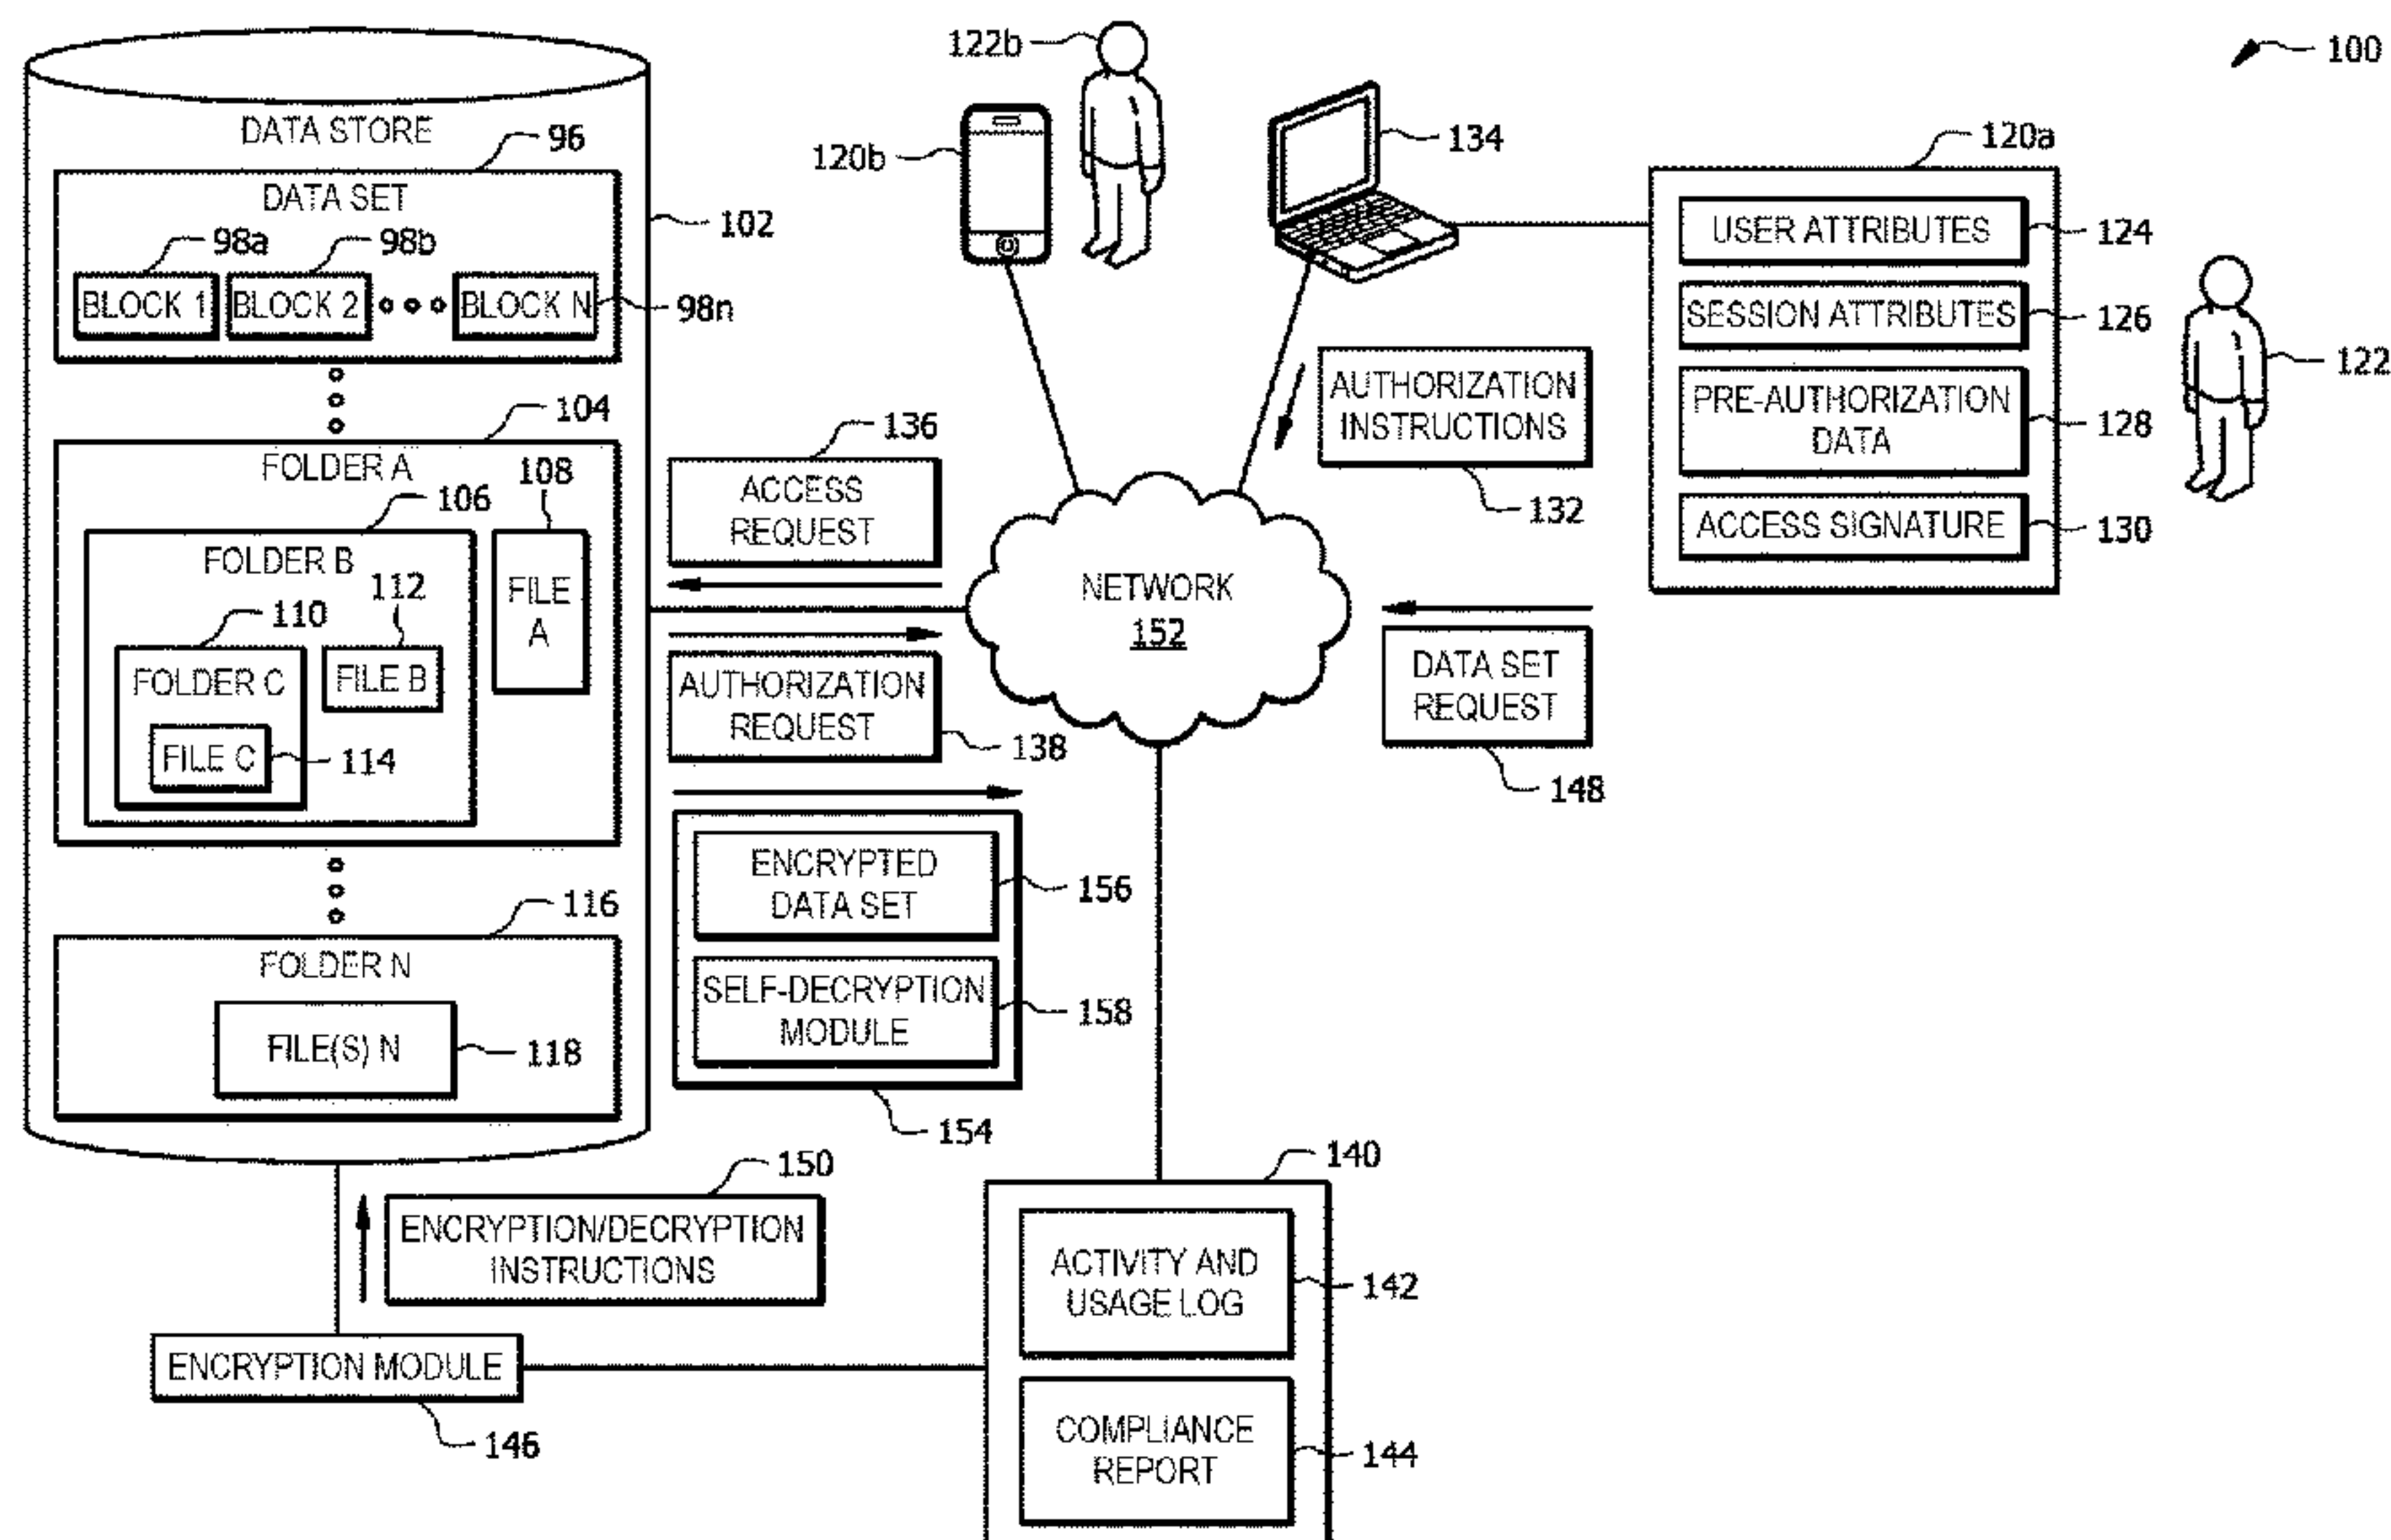 100
122b
120b
134
120a
USER ATTRIBUTES
124
SESSION ATTRIBUTES
126
PRE-AUTHORIZATION
DATA
128
ACCESS SIGNATURE
130
122
DATA STORE
96
DATA SET
102
98a
98b
BLOCK 1
BLOCK 2
BLOCK N
98n
104
FOLDER A
106
108
FOLDER B
FILE
A
110
112
FOLDER C
FILE B
FILE C
114
116
FOLDER N
FILE(S) N
118
136
ACCESS
REQUEST
AUTHORIZATION
REQUEST
138
AUTHORIZATION
INSTRUCTIONS
132
NETWORK
152
DATA SET
REQUEST
148
ENCRYPTED
DATA SET
156
SELF-DECRYPTION
MODULE
158
154
150
ENCRYPTION/DECRYPTION
INSTRUCTIONS
ENCRYPTION MODULE
146
140
ACTIVITY AND
USAGE LOG
142
COMPLIANCE
REPORT
144